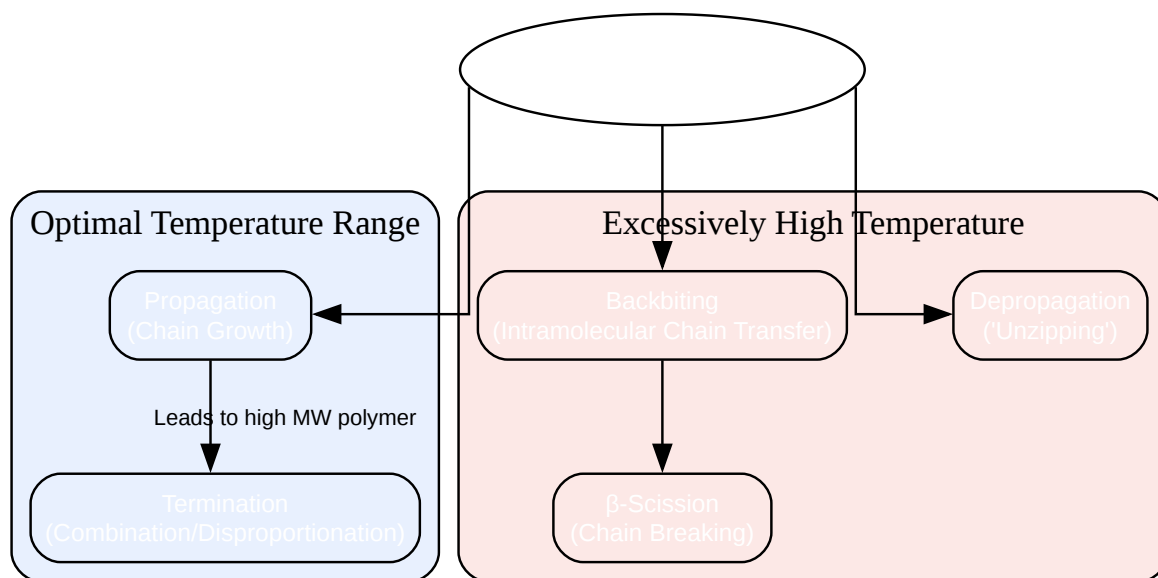 Optimal Temperature Range
Excessively High Temperature
Propagation
(Chain Growth)
Backbiting
(Intramolecular Chain Transfer)
Depropagation
('Unzipping')
Leads to high MW polymer
Termination
(Combination/Disproportionation)
β-Scission
(Chain Breaking)